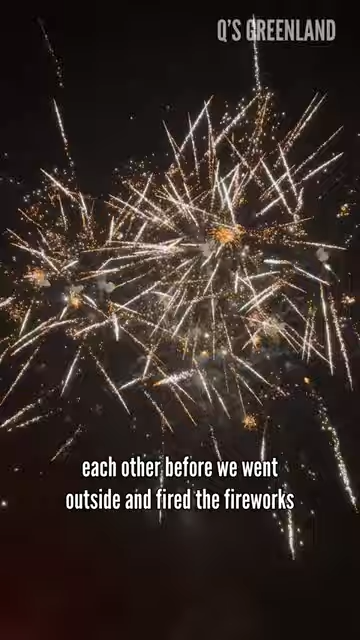 Q'S GREENLAND
each other before we went
outside and fired the fireworks